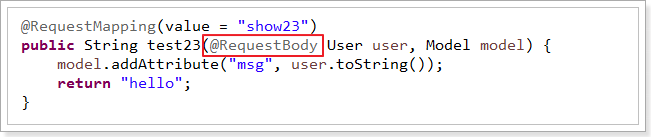 @RequestMapping(value = "show23")
public String test23(@RequestBody User user, Model model) {
    model.addAttribute("msg", user.toString());
    return "hello";
}